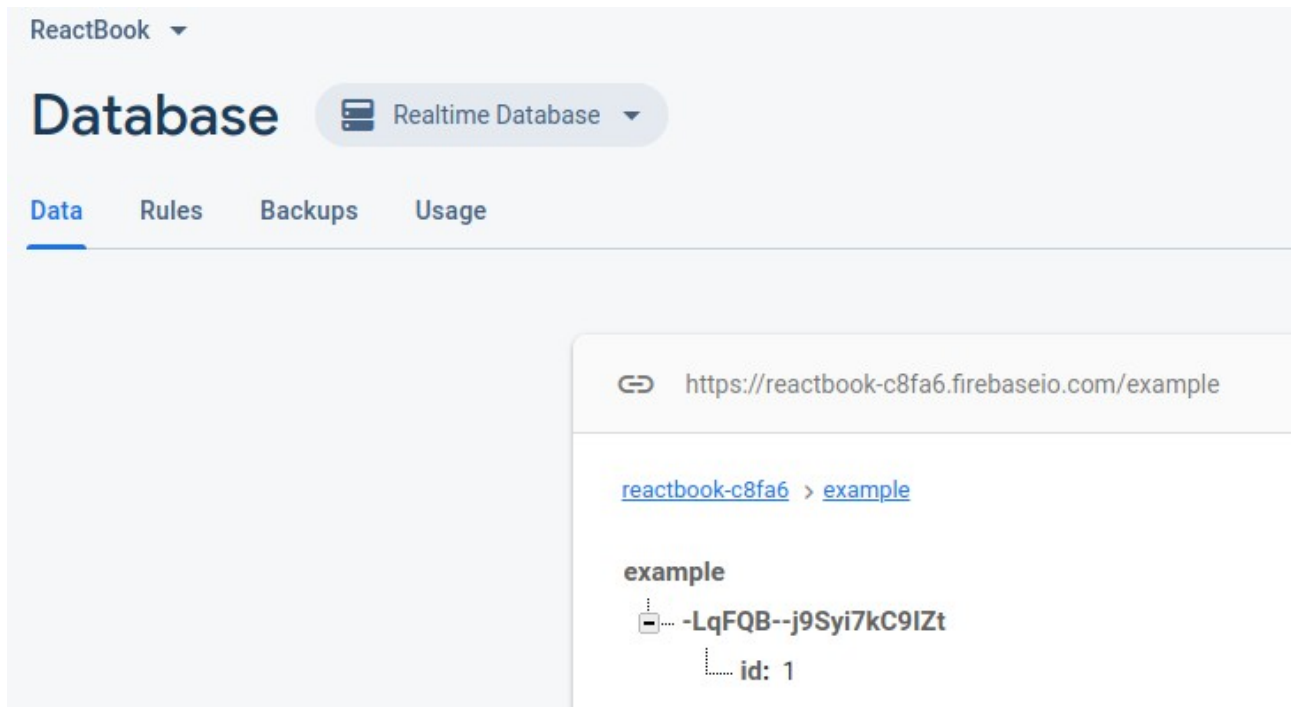 ReactBook
Database Realtime Database
Data Rules Backups Usage
https://reactbook-c8fa6.firebaseio.com/example
reactbook-c8fa6 > example
example
-LqFQB--j9Syi7kC9IZt
id: 1